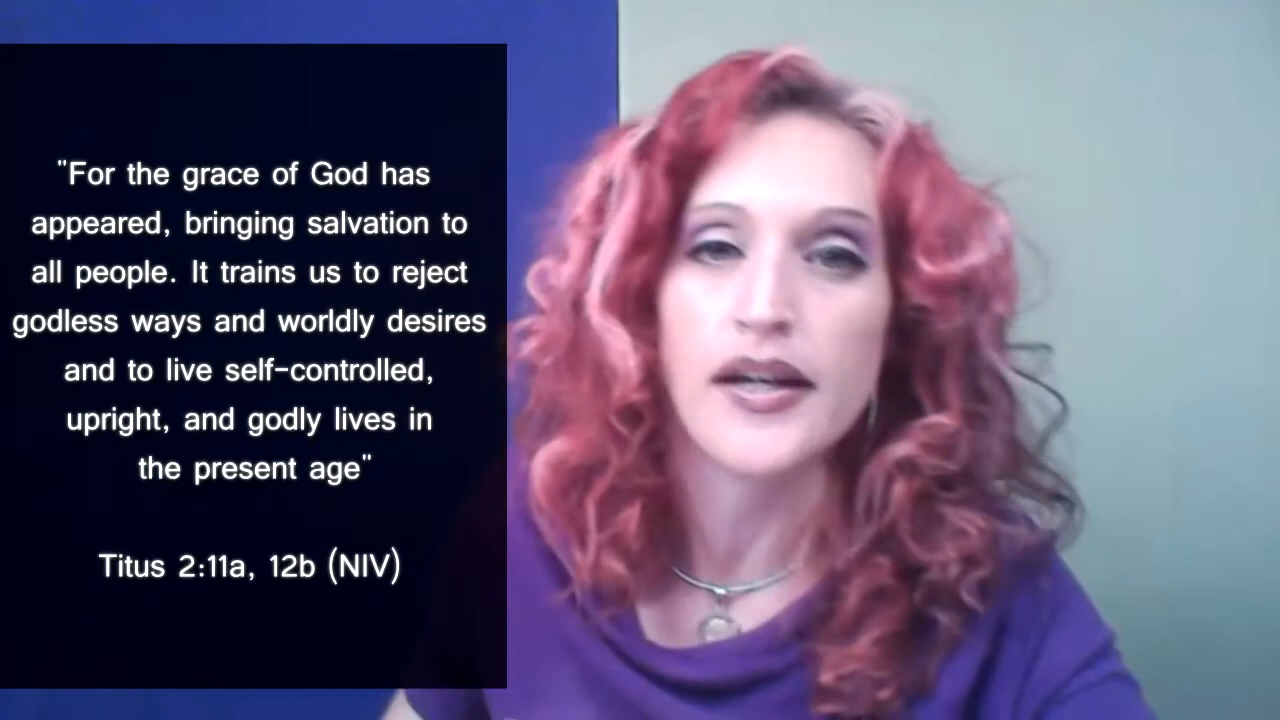 "For the grace of God has
appeared, bringing salvation to
all people. It trains us to reject
godless ways and worldly desires
and to live self-controlled,
upright, and godly lives in
the present age"
Titus 2:11a, 12b (NIV)